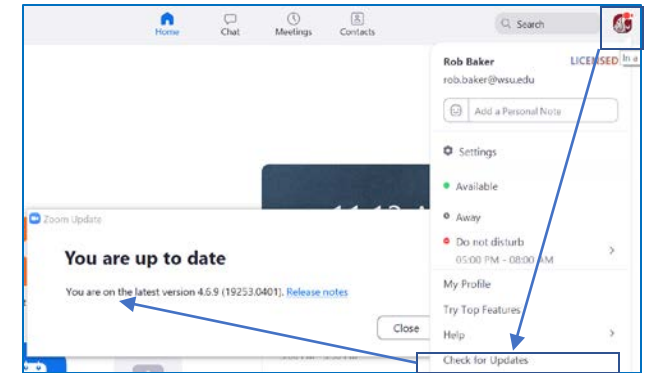 Home
Chat
Meetings
Contacts
Search
Rob Baker
LICENSED
In a
rob.baker@wsu.edu
Add a Personal Note
Settings
Available
Away
Do not disturb
05:00 PM - 08:00 AM
My Profile
Try Top Features
Help
Check for Updates
Zoom Update
You are up to date
You are on the latest version 4.6.9 (19253.0401). Release notes
Close